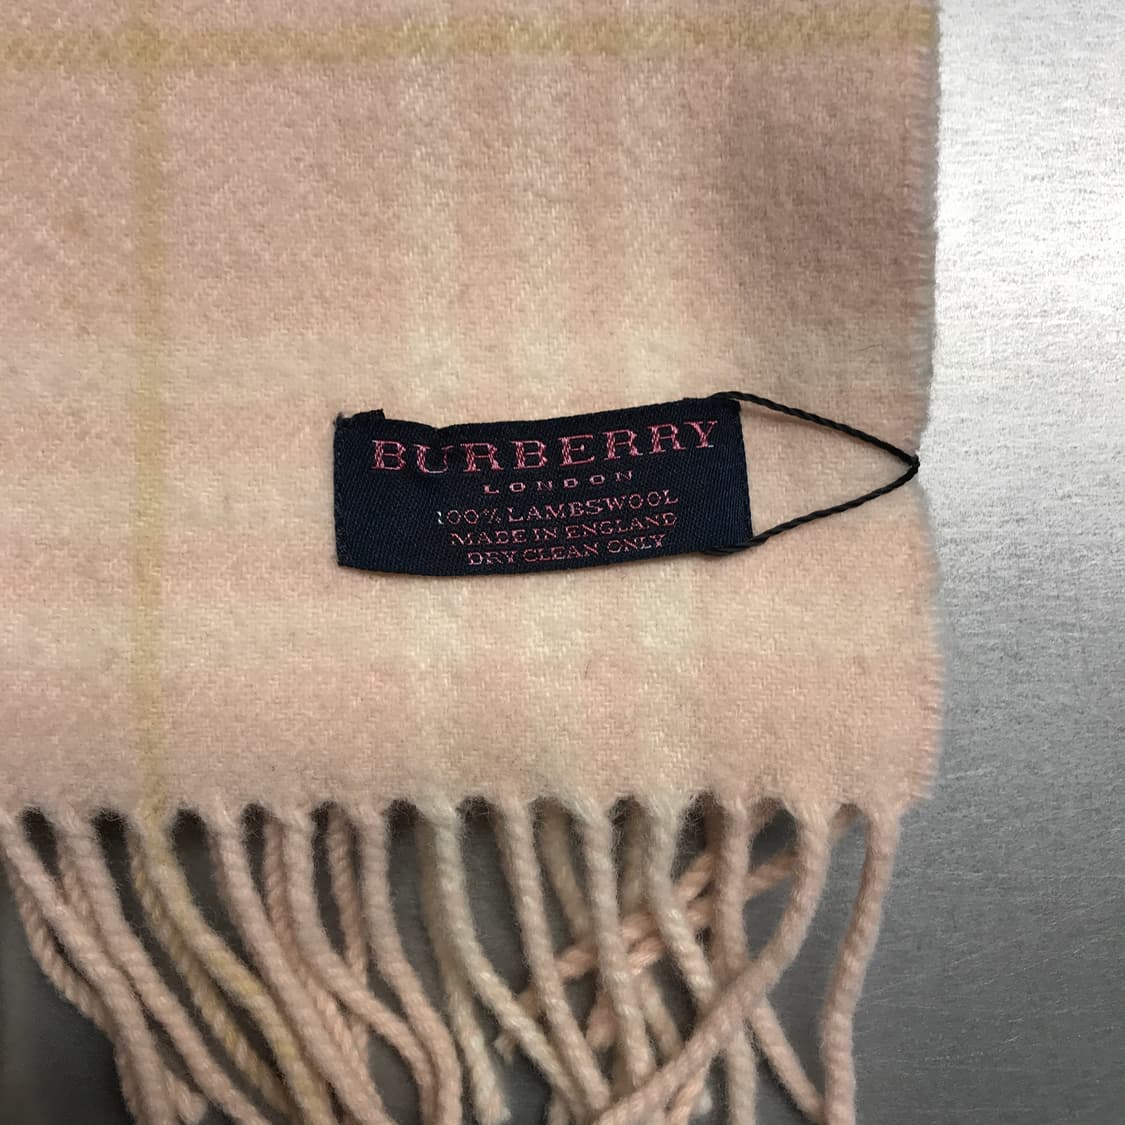 BURBERRY
LONDON
100% LAMBSWOOL
MADE IN ENGLAND
DRY CLEAN ONLY